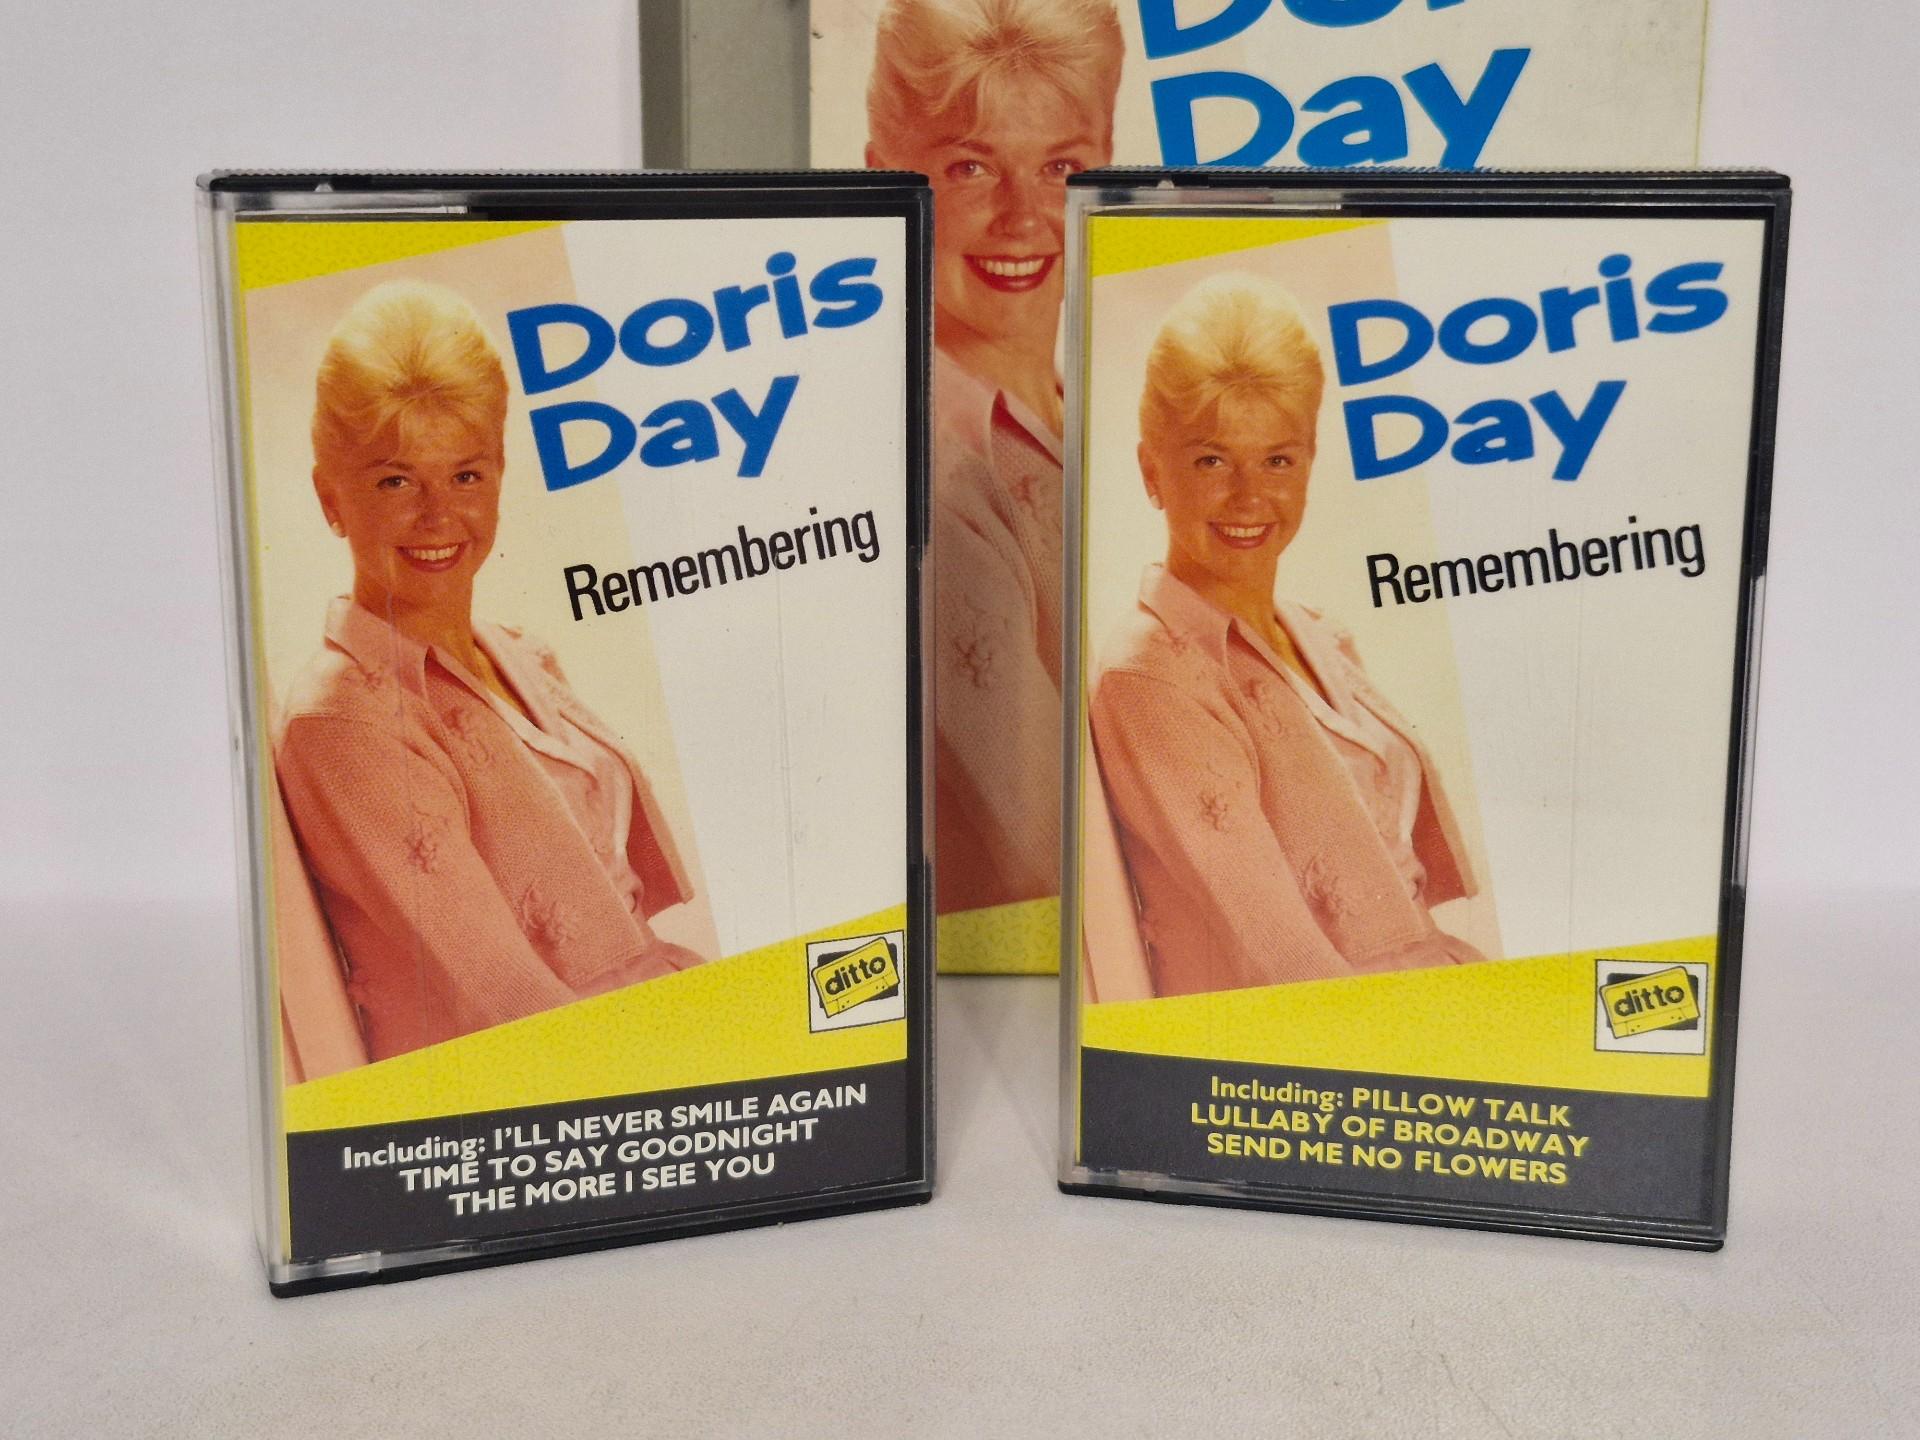 Day
Doris
Day
Remembering
ditto
Including: I'LL NEVER SMILE AGAIN
TIME TO SAY GOODNIGHT
THE MORE I SEE YOU
Doris
Day
Remembering
ditto
Including: PILLOW TALK
LULLABY OF BROADWAY
SEND ME NO FLOWERS